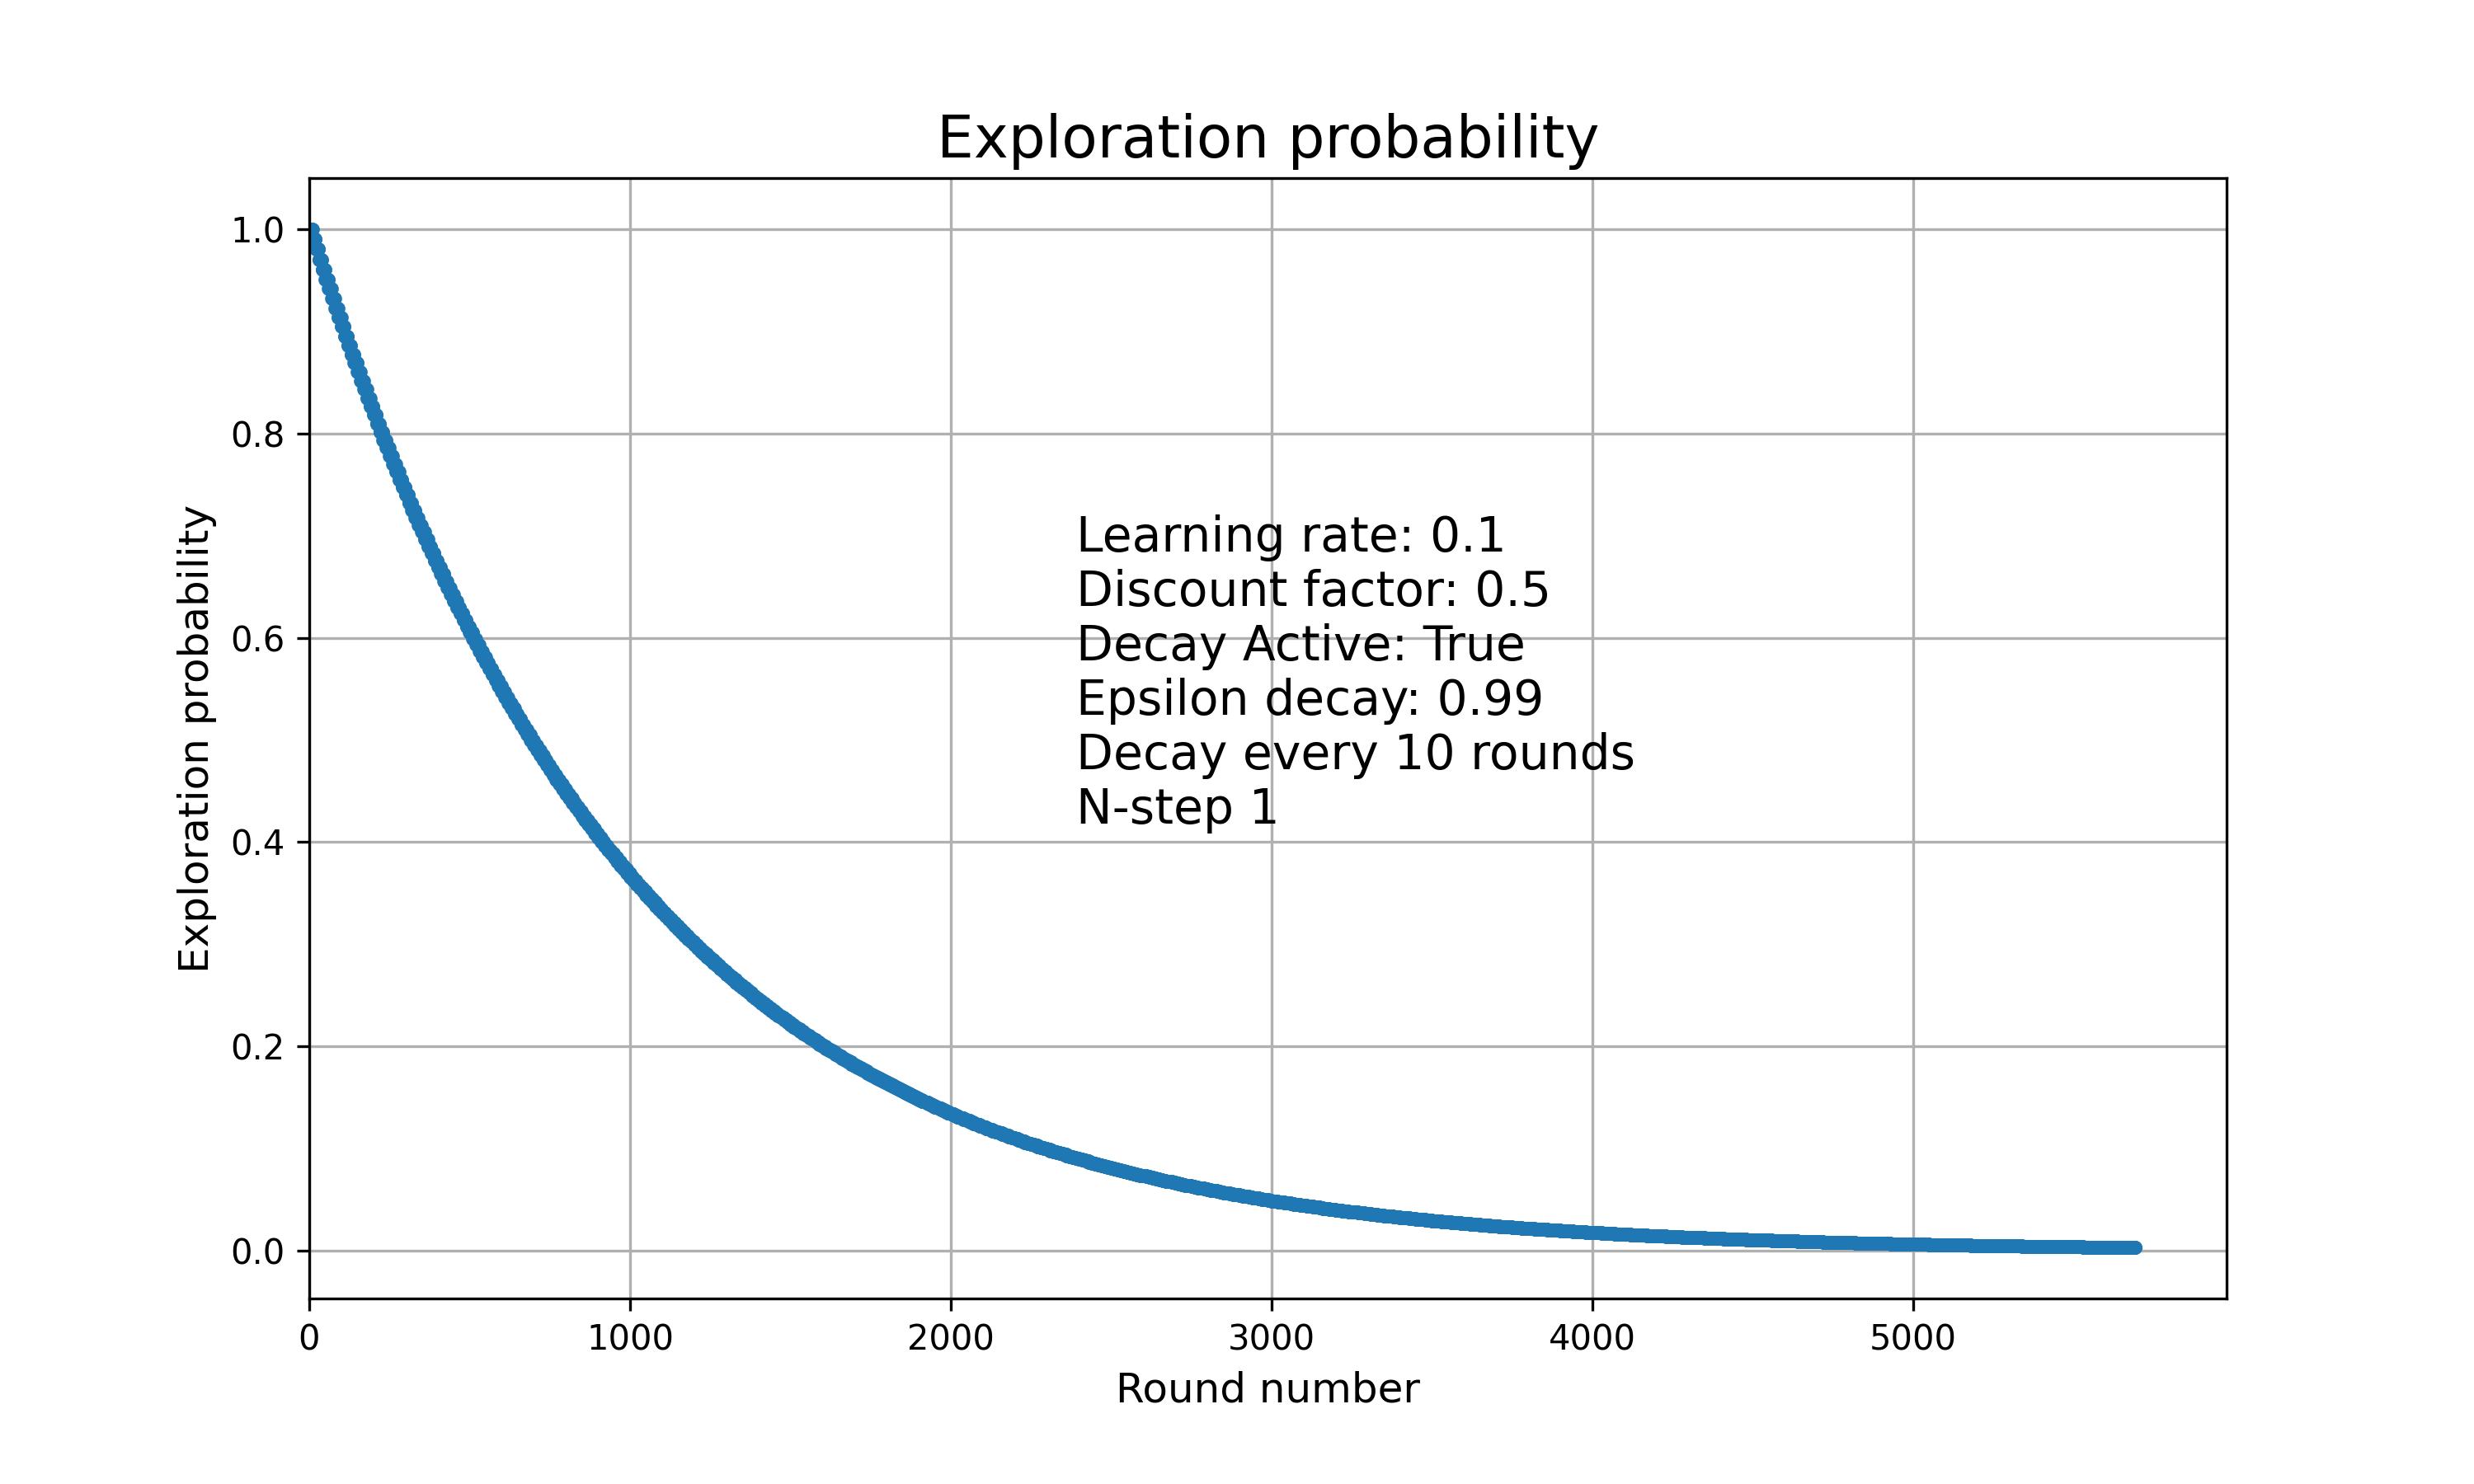 Exploration probability
Exploration probability
1.0
0.8
0.6
0.4
0.2
0.0
Learning rate: 0.1
Discount factor: 0.5
Decay Active: True
Epsilon decay: 0.99
Decay every 10 rounds
N-step 1
0 1000 2000 3000 4000 5000
Round number